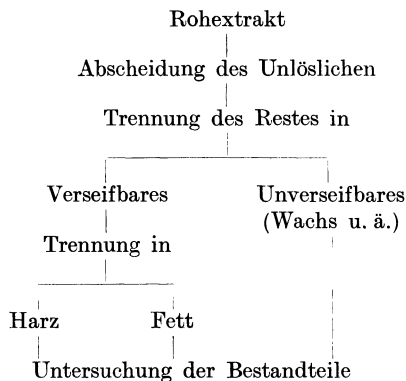 Rohextrakt
Abscheidung des Unlöslichen
Trennung des Restes in
Verseifbares Unverseifbares
(Wachs u. ä.)
Trennung in
Harz Fett
Untersuchung der Bestandteile